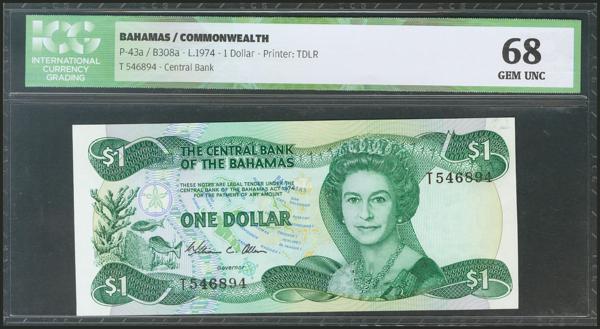 ICG
INTERNATIONAL
CURRENCY
GRADING
BAHAMAS / COMMONWEALTH
P-43a / B308a - L.1974 - 1 Dollar - Printer: TDLR
T 546894 - Central Bank
68
GEM UNC
$1
THE CENTRAL BANK
OF THE BAHAMAS
$1
THESE NOTES ARE LEGAL TENDER UNDER THE
CENTRAL BANK OF THE BAHAMAS ACT 1974
FOR THE PAYMENT OF ANY AMOUNT
T546894
ONE DOLLAR
Governor
T546894
$1
$1